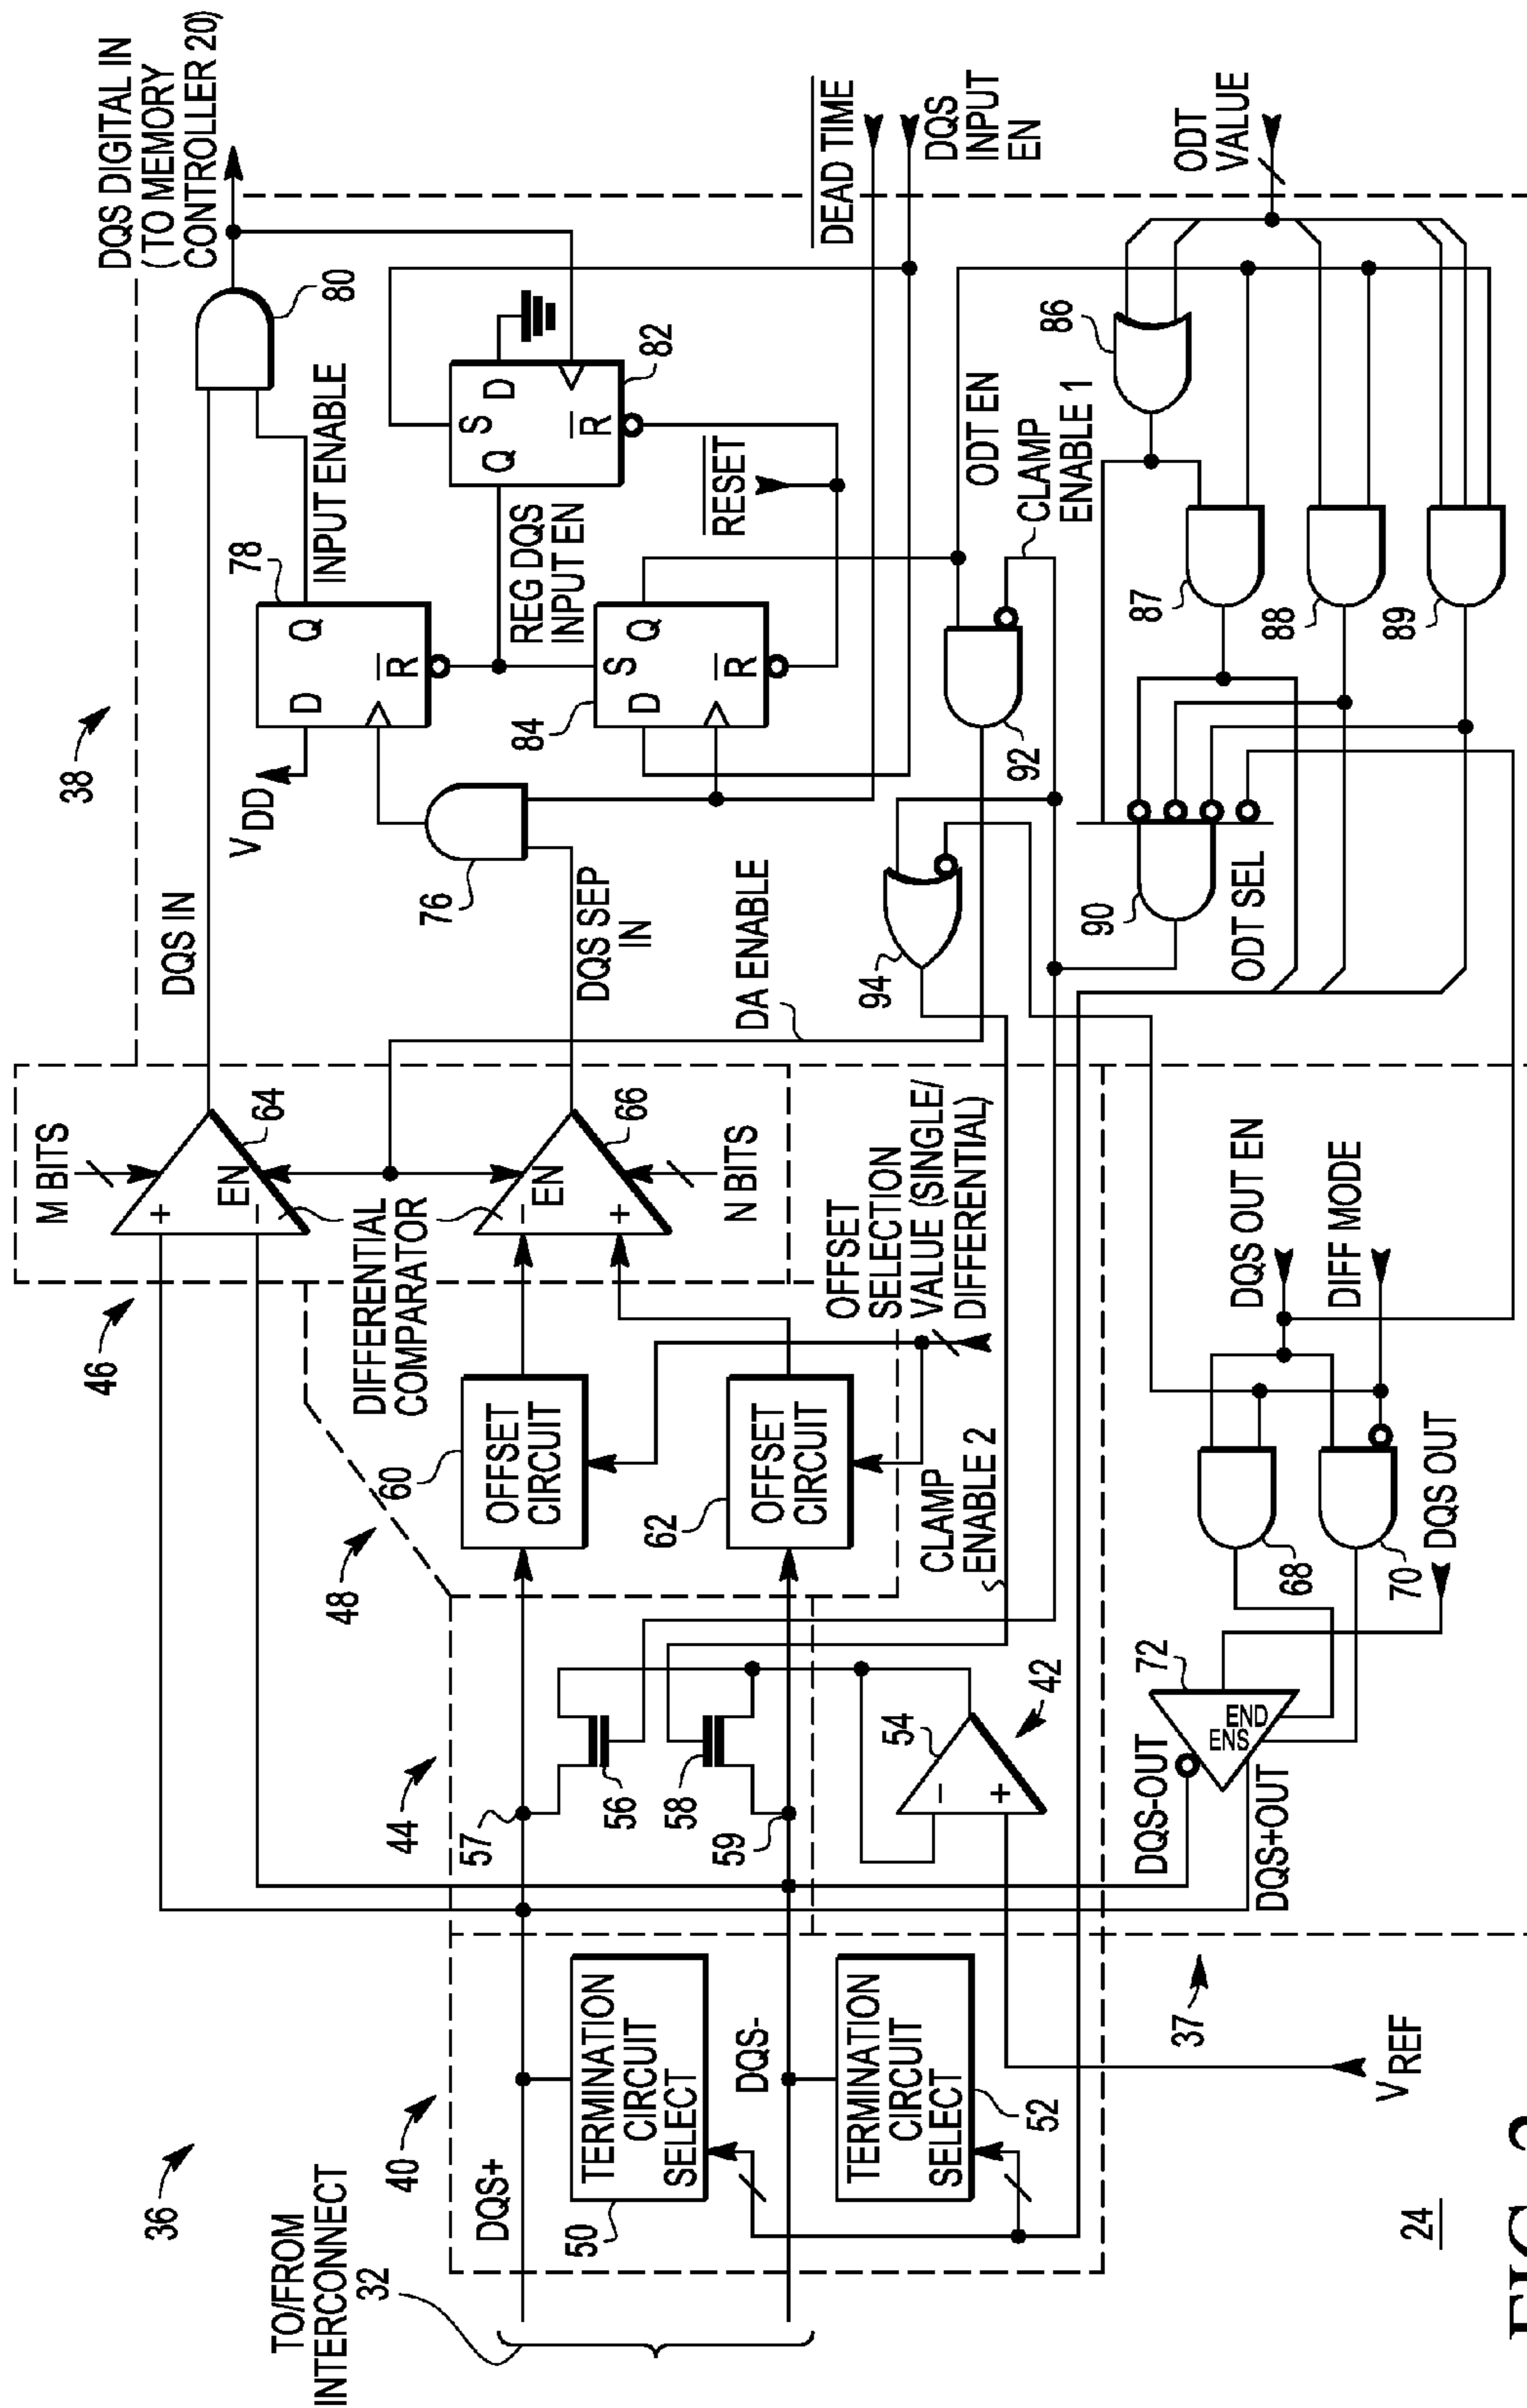 36
TO/FROM
INTERCONNECT
32
40
DQS+
50
TERMINATION
CIRCUIT
SELECT
DQS-
TERMINATION
CIRCUIT
SELECT
52
37
V REF
24
44
57
56
58
59
54
-
+
42
DQS-OUT
DQS+OUT
72
END
ENS
68
70
DQS OUT
DQS OUT EN
DIFF MODE
48
60
OFFSET
CIRCUIT
62
OFFSET
CIRCUIT
CLAMP
ENABLE 2
OFFSET
SELECTION
VALUE (SINGLE/
DIFFERENTIAL)
46
M BITS
+
-
EN
64
DIFFERENTIAL
COMPARATOR
-
+
EN
66
N BITS
38
DQS IN
V DD
76
DQS SEP
IN
DA ENABLE
94
90
ODT SEL
78
D
Q
R
INPUT ENABLE
84
S
D
Q
R
REG DQS
INPUT EN
RESET
92
ODT EN
CLAMP
ENABLE 1
80
82
S
D
Q
R
86
87
88
89
DQS DIGITAL IN
(TO MEMORY
CONTROLLER 20)
DEAD TIME
DQS
INPUT
EN
ODT
VALUE